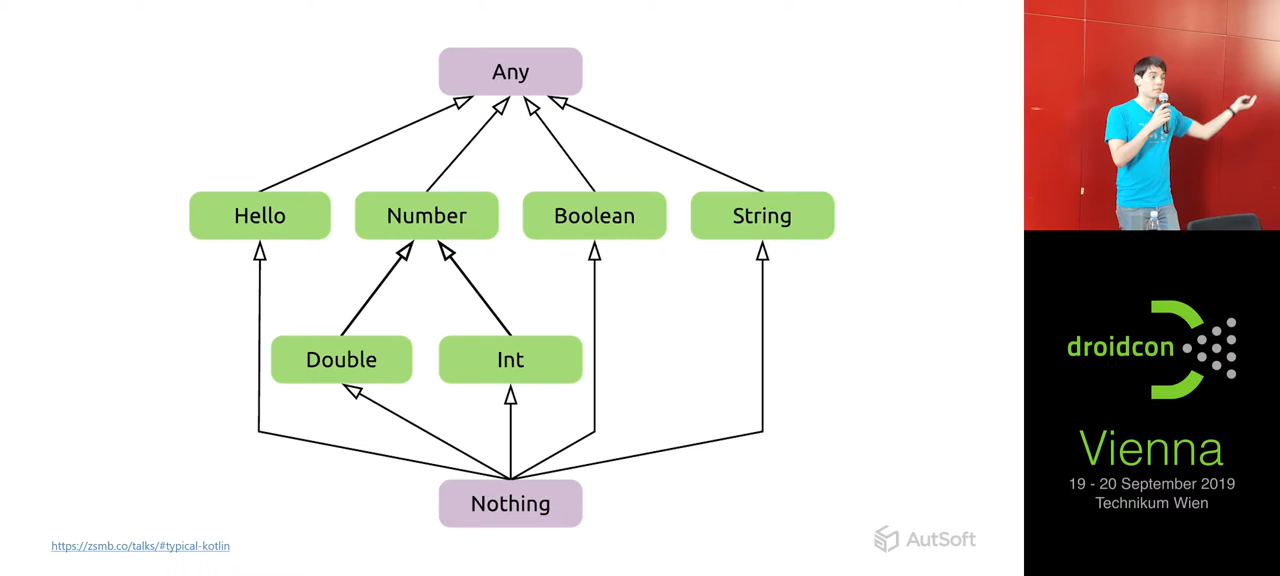 Any
Hello
Number
Boolean
String
Double
Int
Nothing
https://zsmb.co/talks/#typical-kotlin
AutSoft
droidcon
Vienna
19 - 20 September 2019
Technikum Wien